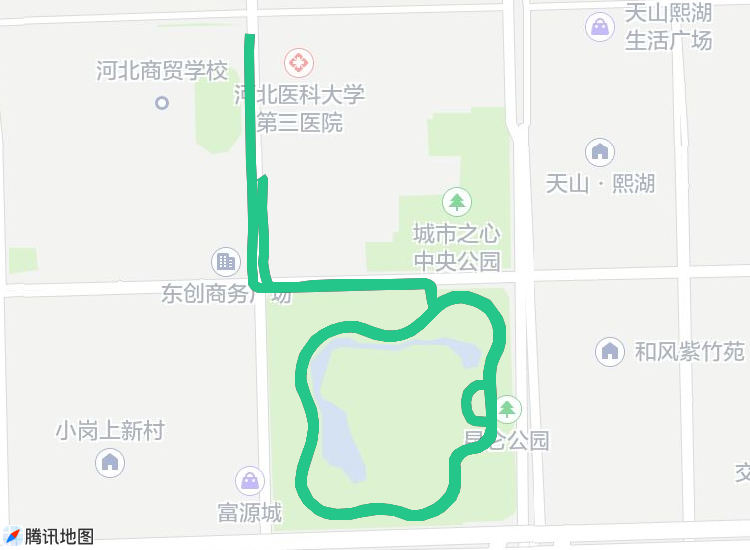 天山熙湖
生活广场
河北商贸学校
河北医科大学
第三医院
天山·熙湖
城市之心
中央公园
东创商务广场
和风紫竹苑
昆仑公园
小岗上新村
交
富源城
腾讯地图